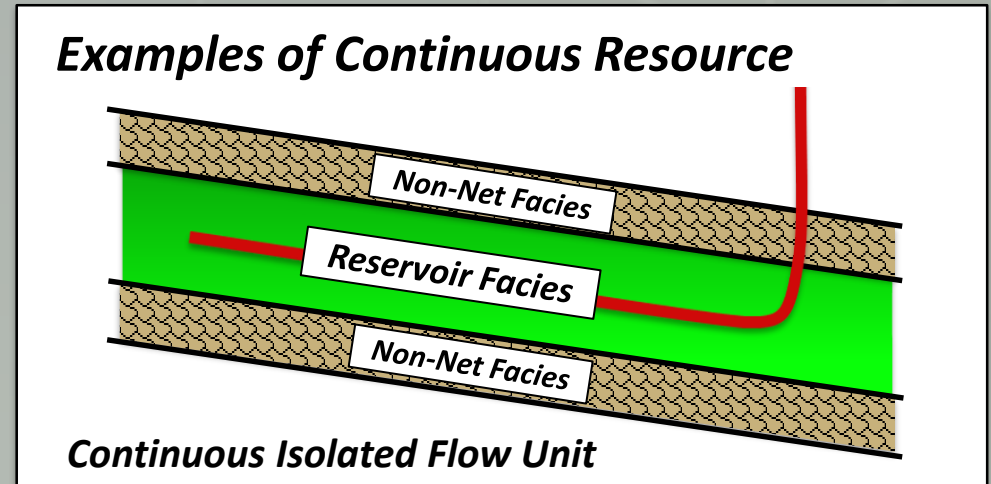 Examples of Continuous Resource
Non-Net Facies
Reservoir Facies
Non-Net Facies
Continuous Isolated Flow Unit